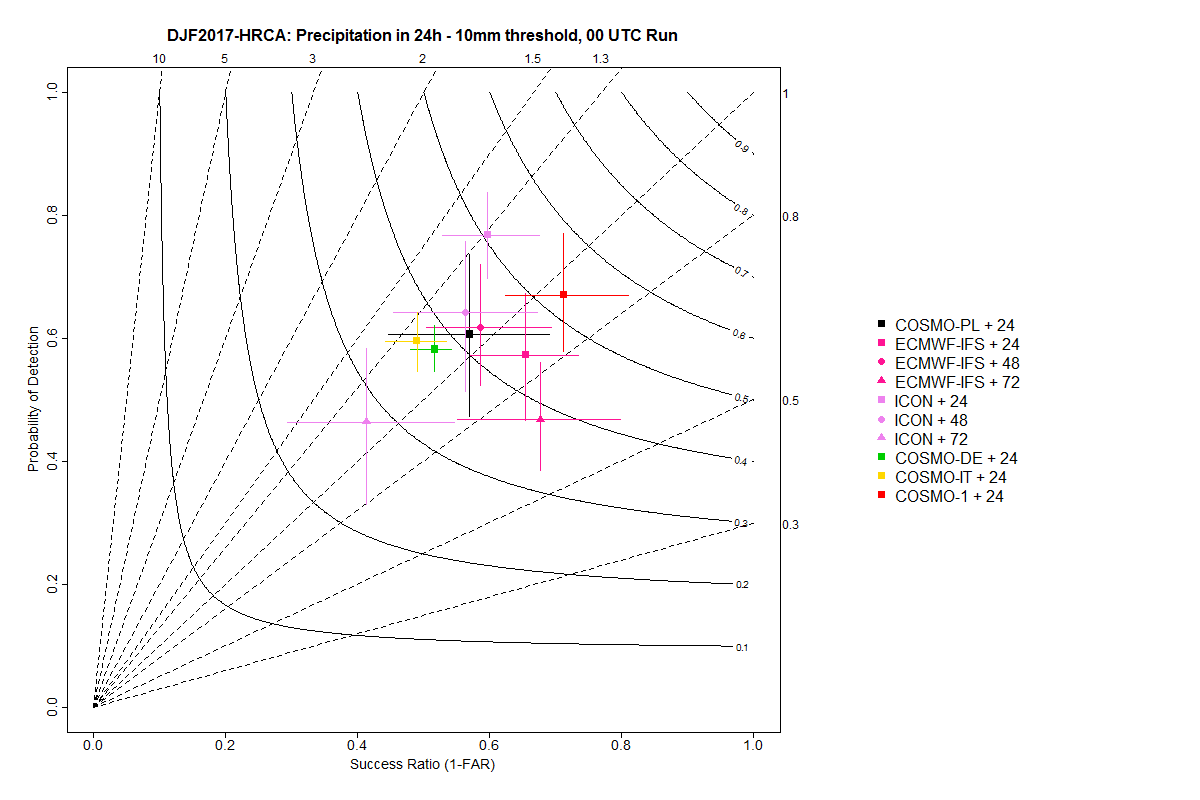 DJF2017-HRCA: Precipitation in 24h - 10mm threshold, 00 UTC Run
10 5 3 2 1.5 1.3
1
0.8
0.5
0.3
0.9
0.8
0.7
0.6
0.5
0.4
0.3
0.2
0.1
1.0
0.8
0.6
0.4
0.2
0.0
Probability of Detection
0.0 0.2 0.4 0.6 0.8 1.0
Success Ratio (1-FAR)
COSMO-PL + 24
ECMWF-IFS + 24
ECMWF-IFS + 48
ECMWF-IFS + 72
ICON + 24
ICON + 48
ICON + 72
COSMO-DE + 24
COSMO-IT + 24
COSMO-1 + 24